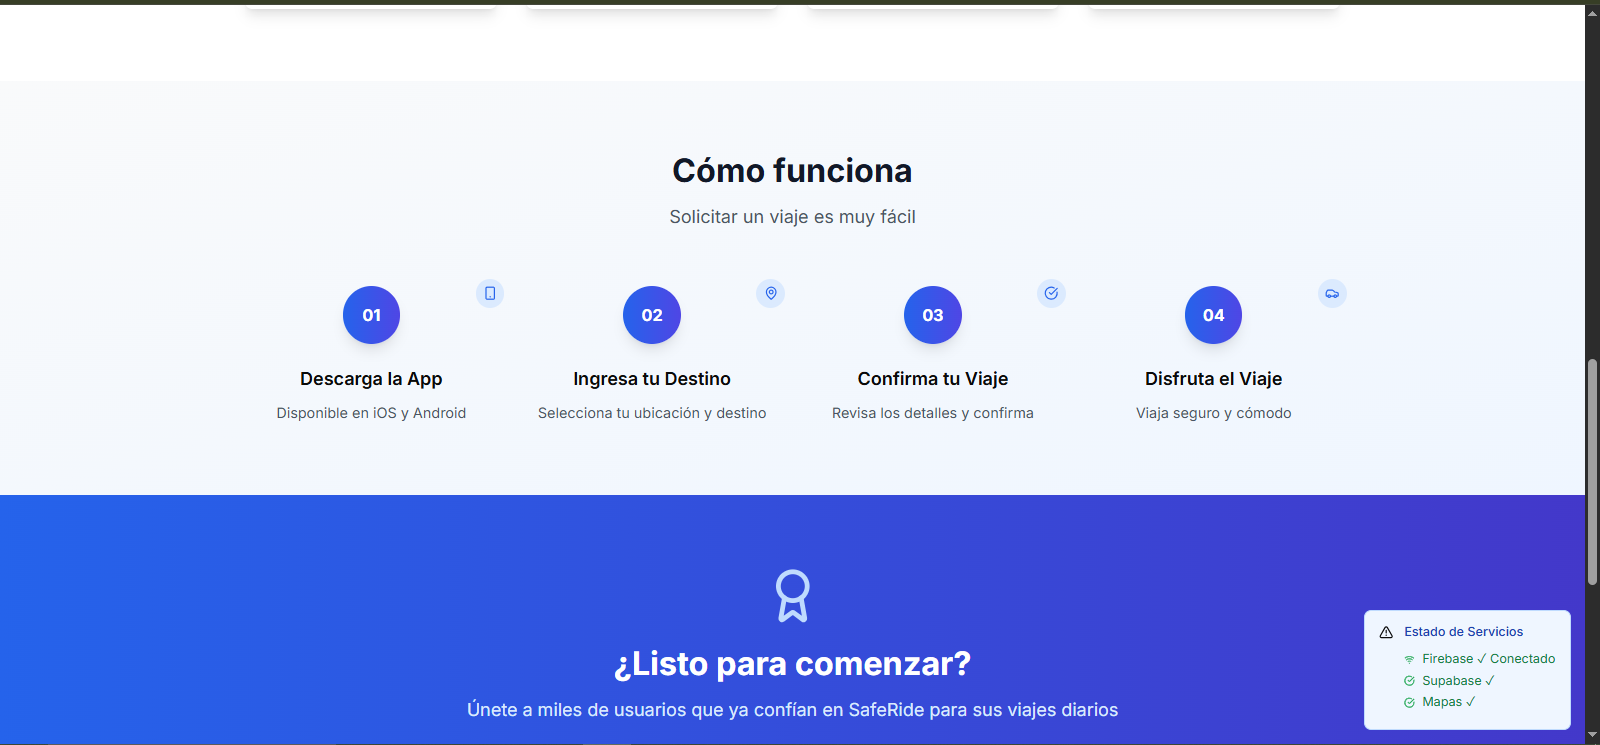 Cómo funciona
Solicitar un viaje es muy fácil
01
02
03
04
Descarga la App
Ingresa tu Destino
Confirma tu Viaje
Disfruta el Viaje
Disponible en iOS y Android
Selecciona tu ubicación y destino
Revisa los detalles y confirma
Viaja seguro y cómodo
¿Listo para comenzar?
Únete a miles de usuarios que ya confían en SafeRide para sus viajes diarios
Estado de Servicios
Firebase ✓ Conectado
Supabase ✓
Mapas ✓